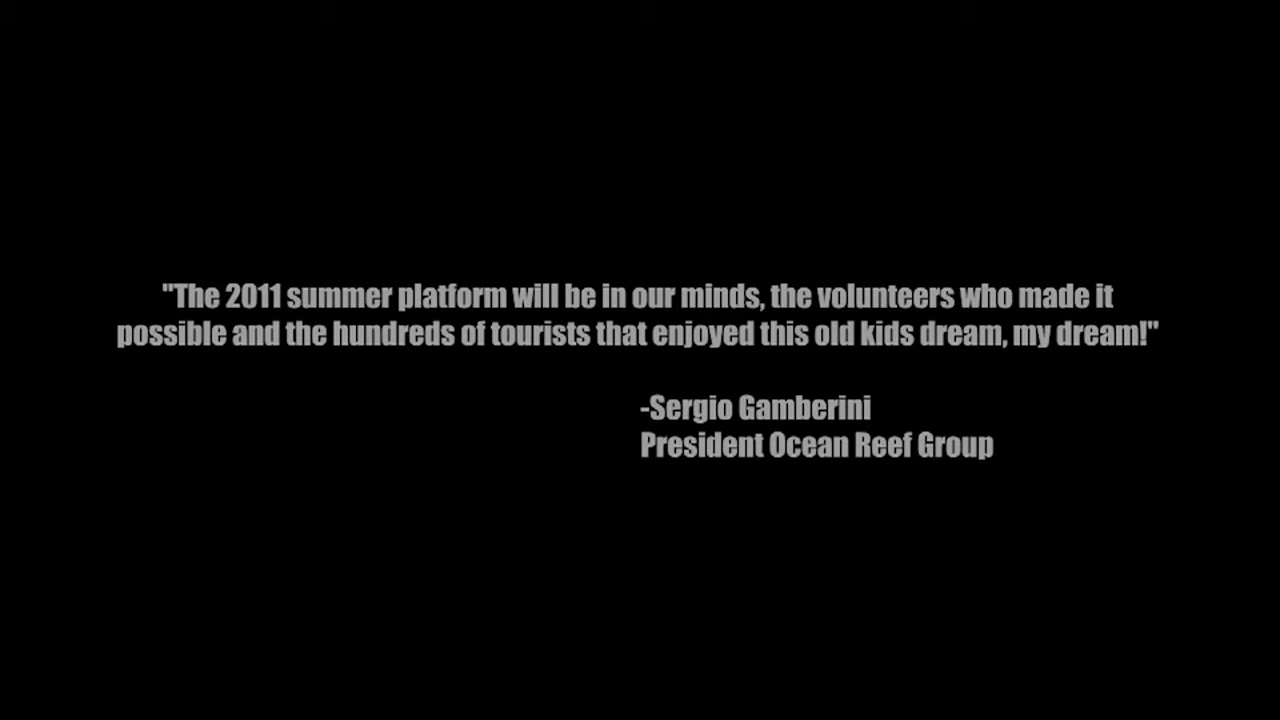 "The 2011 summer platform will be in our minds, the volunteers who made it
possible and the hundreds of tourists that enjoyed this old kids dream, my dream!"
-Sergio Gamberini
President Ocean Reef Group